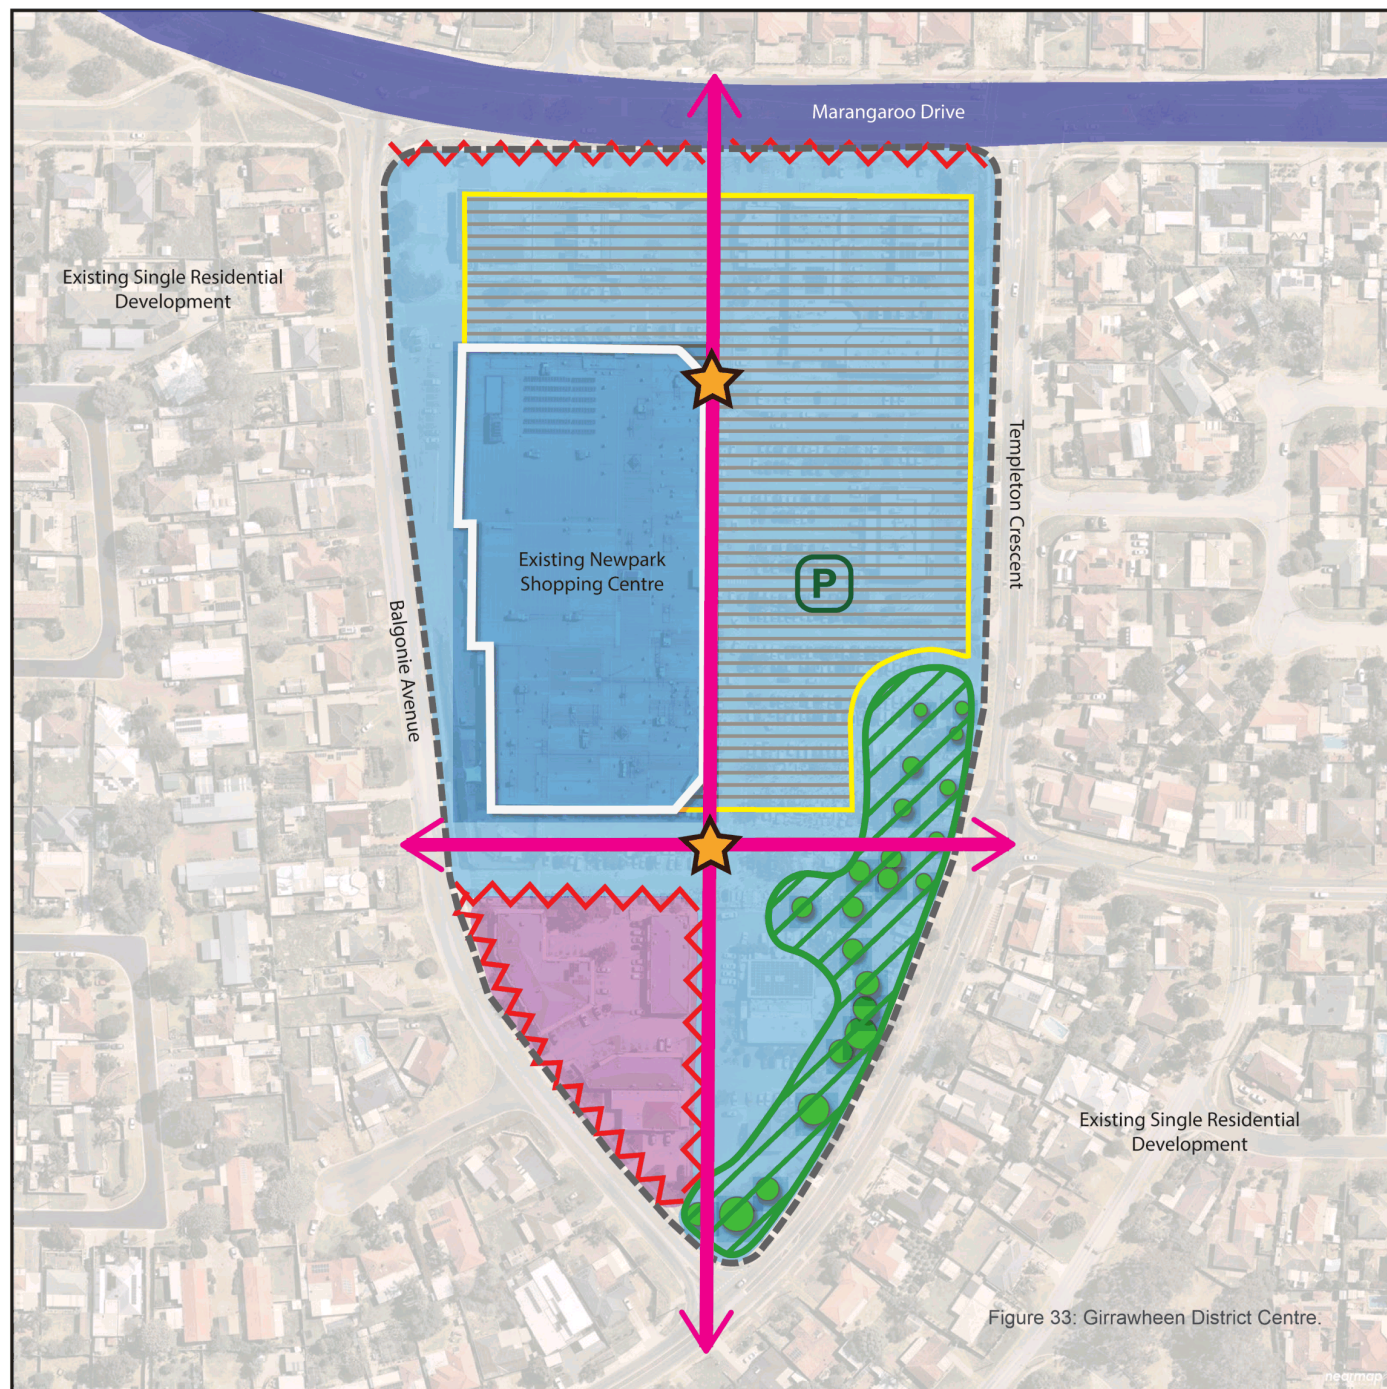 Marangaroo Drive
Existing Single Residential
Development
Templeton Crescent
Existing Newpark
Shopping Centre
P
Balgonie Avenue
Existing Single Residential
Development
Figure 33: Girrawheen District Centre.
nearmap